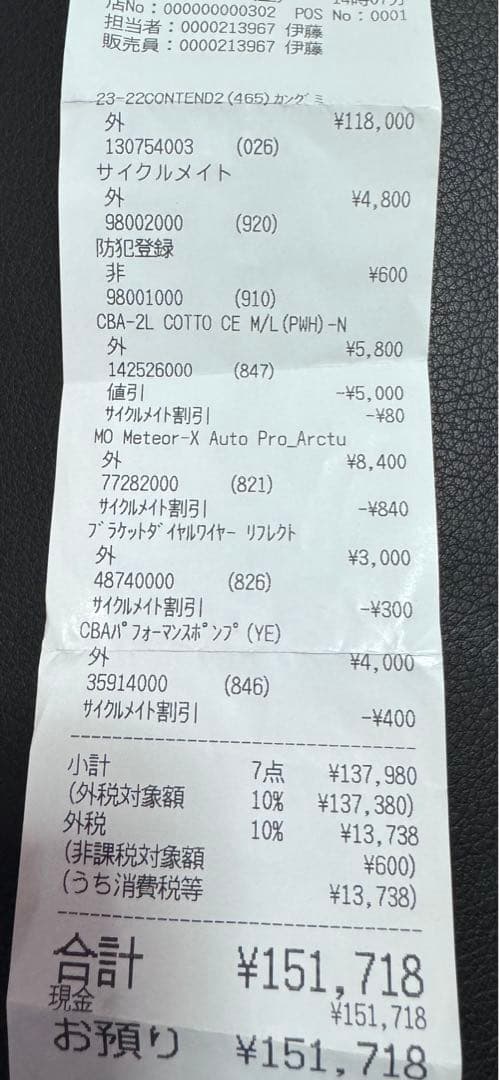 店No：000000000302 POS No：0001
担当者：0000213967 伊藤
販売員：0000213967 伊藤
23-22CONTEND2(465)ｶﾝｸﾞﾐ
外 ¥118,000
130754003 (026)
サイクルメイト
外 ¥4,800
98002000 (920)
防犯登録
非 ¥600
98001000 (910)
CBA-2L COTTO CE M/L(PWH)-N
外 ¥5,800
142526000 (847)
値引 -¥5,000
ｻｲｸﾙﾒｲﾄ割引 -¥80
MO Meteor-X Auto Pro_Arctu
外 ¥8,400
77282000 (821)
ｻｲｸﾙﾒｲﾄ割引 -¥840
ﾌﾞﾗｹｯﾄﾀﾞｲﾔﾙﾜｲﾔｰ ﾘﾌﾚｸﾄ
外 ¥3,000
48740000 (826)
ｻｲｸﾙﾒｲﾄ割引 -¥300
CBAﾊﾟﾌｫｰﾏﾝｽﾎﾟﾝﾌﾟ(YE)
外 ¥4,000
35914000 (846)
ｻｲｸﾙﾒｲﾄ割引 -¥400
小計 7点 ¥137,980
(外税対象額 10% ¥137,380)
外税 10% ¥13,738
(非課税対象額 ¥600)
(うち消費税等 ¥13,738)
合計 ¥151,718
現金 ¥151,718
お預り ¥151,718